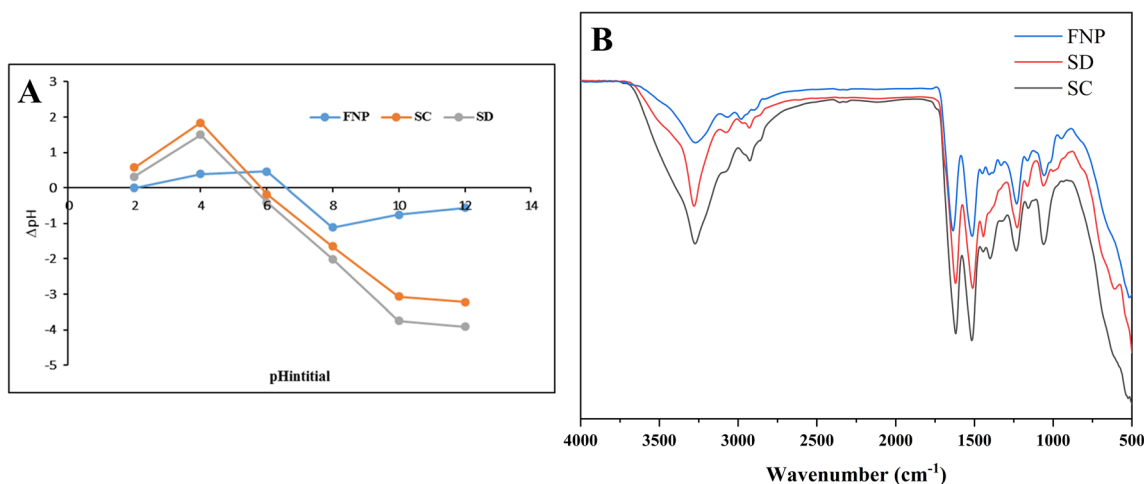 A
3
2
1
0
-1
-2
-3
-4
-5
ΔpH
FNP SC SD
0 2 4 6 8 10 12 14
pHintitial
B
FNP
SD
SC
4000 3500 3000 2500 2000 1500 1000 500
Wavenumber (cm⁻¹)